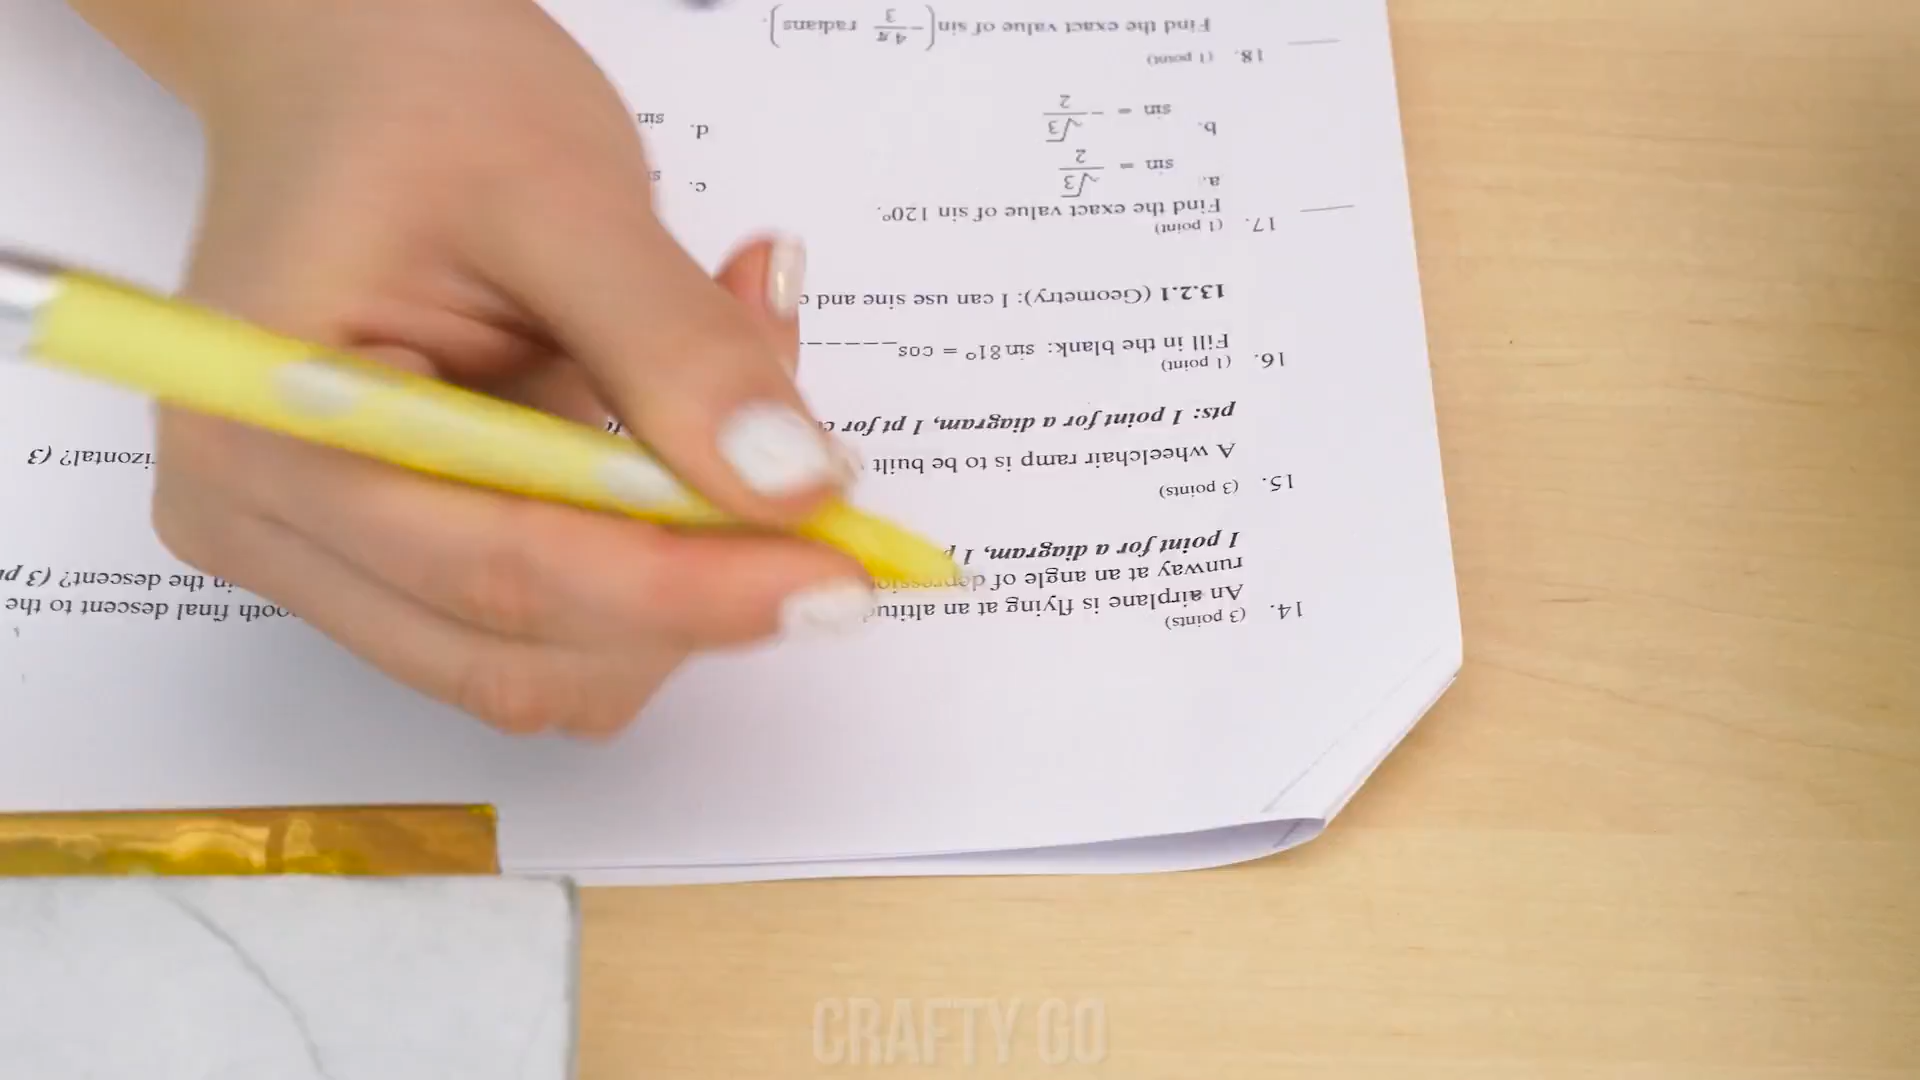 14. (3 points)
An airplane is flying at an
ooth final descent to the
runway at an angle of
in the descent? (3
1 point for a diagram, 1
15. (3 points)
A wheelchair ramp is to be built
izontal? (3
pts: 1 point for a diagram, 1 pt for
16. (1 point)
Fill in the blank: sin 81° = cos_______
13.2.1 (Geometry): I can use sine and
17. (1 point)
Find the exact value of sin 120°.
a. sin = √3/2
c.
b. sin = -√3/2
d. sin
18. (1 point)
Find the exact value of sin(-4π/3 radians).
CRAFTY GO